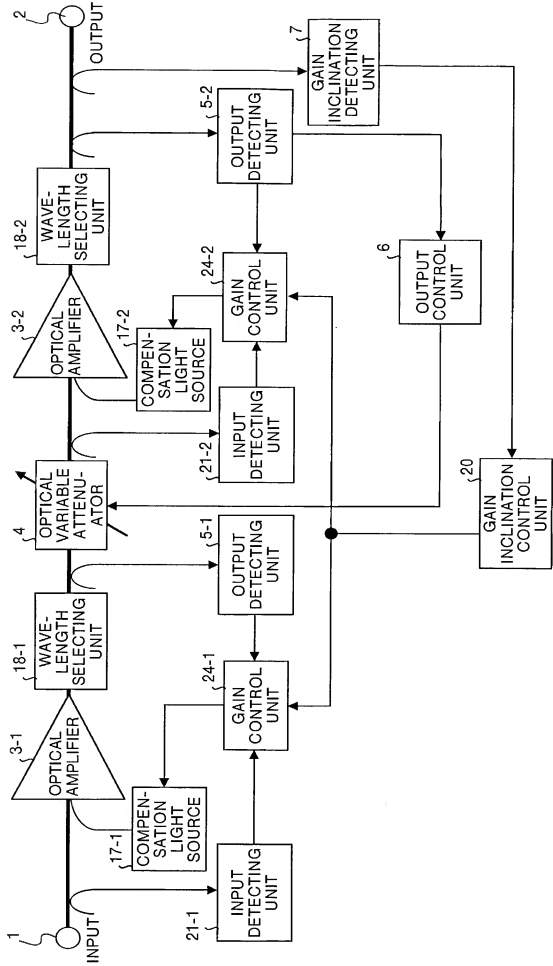 1
INPUT
3-1
OPTICAL
AMPLIFIER
18-1
WAVE-
LENGTH
SELECTING
UNIT
4
OPTICAL
VARIABLE
ATTENU-
ATOR
3-2
OPTICAL
AMPLIFIER
18-2
WAVE-
LENGTH
SELECTING
UNIT
2
OUTPUT
17-1
COMPEN-
SATION
LIGHT
SOURCE
17-2
COMPEN-
SATION
LIGHT
SOURCE
21-1
INPUT
DETECTING
UNIT
24-1
GAIN
CONTROL
UNIT
5-1
OUTPUT
DETECTING
UNIT
21-2
INPUT
DETECTING
UNIT
24-2
GAIN
CONTROL
UNIT
5-2
OUTPUT
DETECTING
UNIT
7
GAIN
INCLINATION
DETECTING
UNIT
6
OUTPUT
CONTROL
UNIT
20
GAIN
INCLINATION
CONTROL
UNIT